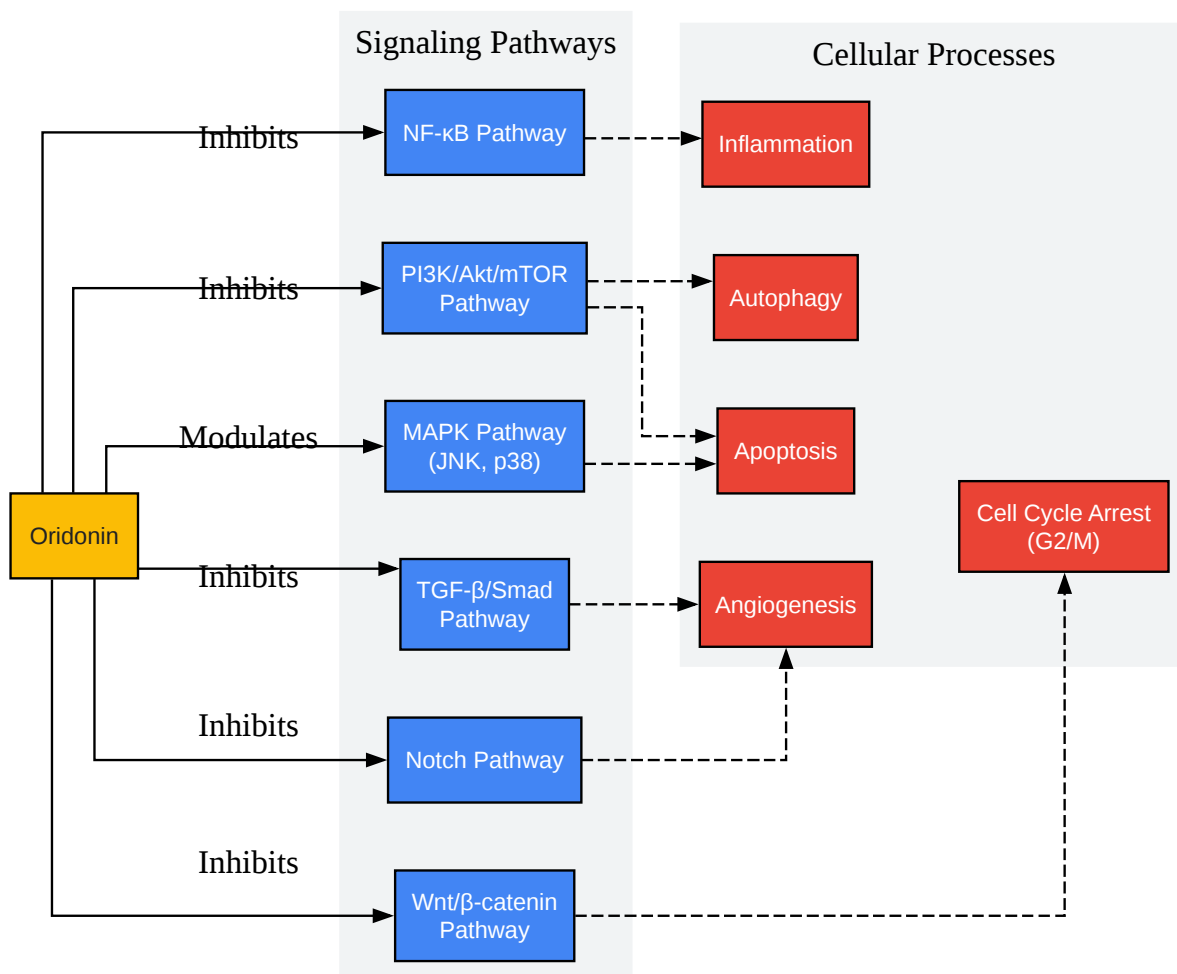 Signaling Pathways
Cellular Processes
Inhibits
NF-κB Pathway
Inflammation
Inhibits
PI3K/Akt/mTOR
Pathway
Autophagy
Modulates
MAPK Pathway
(JNK, p38)
Apoptosis
Cell Cycle Arrest
(G2/M)
Oridonin
Inhibits
TGF-β/Smad
Pathway
Angiogenesis
Inhibits
Notch Pathway
Inhibits
Wnt/β-catenin
Pathway